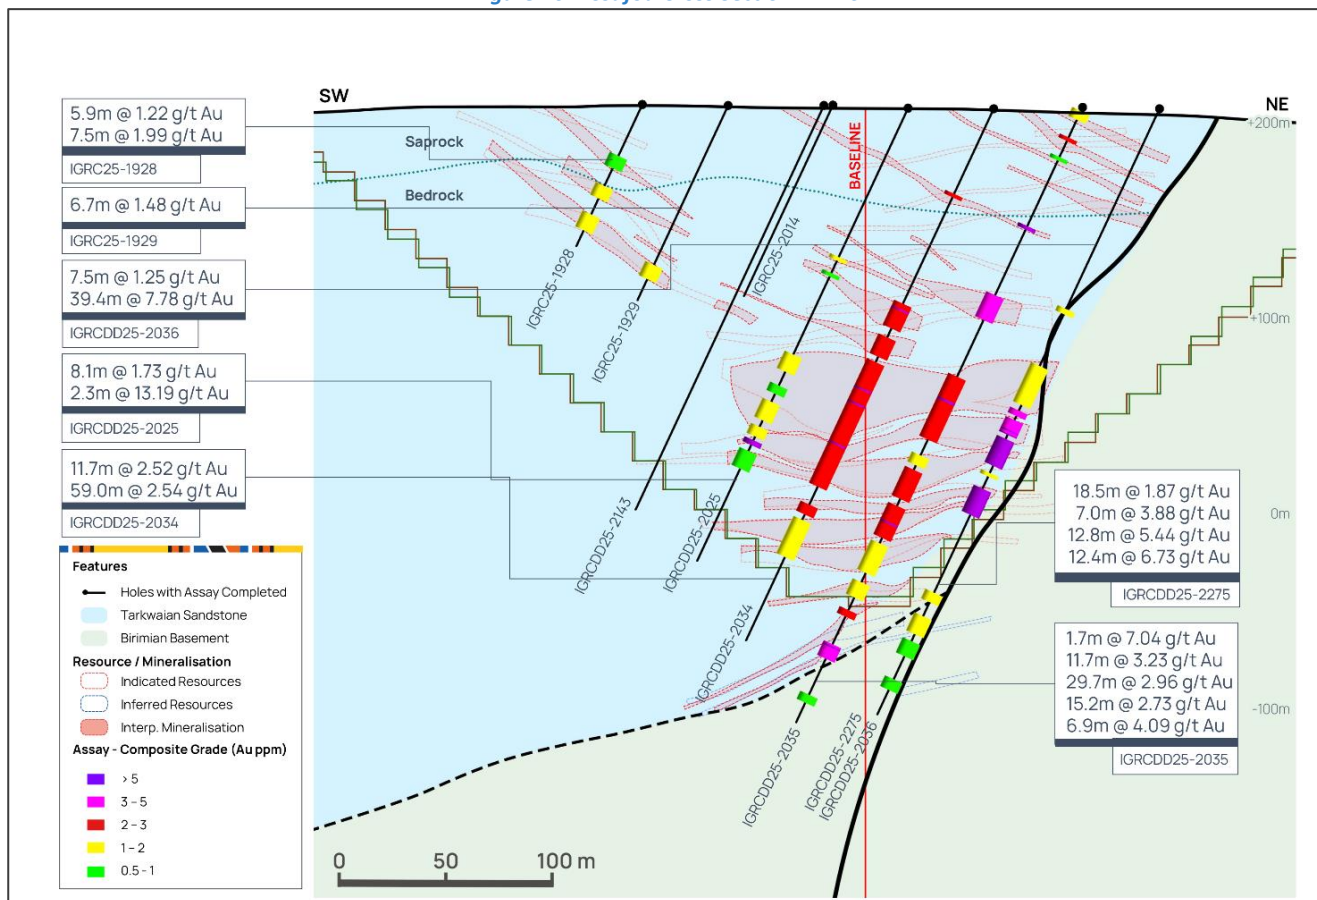 SW
NE
5.9m @ 1.22 g/t Au
7.5m @ 1.99 g/t Au
IGRC25-1928
6.7m @ 1.48 g/t Au
IGRC25-1929
7.5m @ 1.25 g/t Au
39.4m @ 7.78 g/t Au
IGRCDD25-2036
8.1m @ 1.73 g/t Au
2.3m @ 13.19 g/t Au
IGRCDD25-2025
11.7m @ 2.52 g/t Au
59.0m @ 2.54 g/t Au
IGRCDD25-2034
Features
Holes with Assay Completed
Tarkwaian Sandstone
Birimian Basement
Resource / Mineralisation
Indicated Resources
Inferred Resources
Interp. Mineralisation
Assay - Composite Grade (Au ppm)
> 5
3 - 5
2 - 3
1 - 2
0.5 - 1
Saprock
Bedrock
BASELINE
IGRC25-1928
IGRC25-1929
IGRC25-2014
IGRCDD25-2143
IGRCDD25-2025
IGRCDD25-2034
IGRCDD25-2035
IGRCDD25-2275
IGRCDD25-2036
+200m
+100m
0m
-100m
18.5m @ 1.87 g/t Au
7.0m @ 3.88 g/t Au
12.8m @ 5.44 g/t Au
12.4m @ 6.73 g/t Au
IGRCDD25-2275
1.7m @ 7.04 g/t Au
11.7m @ 3.23 g/t Au
29.7m @ 2.96 g/t Au
15.2m @ 2.73 g/t Au
6.9m @ 4.09 g/t Au
IGRCDD25-2035
0 50 100 m